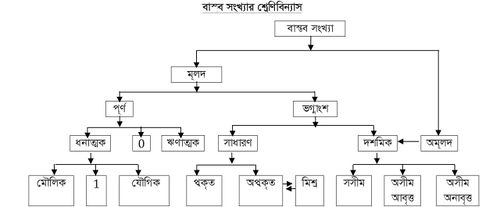 বাস্তব সংখ্যার শ্রেণিবিন্যাস
বাস্তব সংখ্যা
মূলদ
পূর্ণ
ভগ্নাংশ
ধনাত্মক
0
ঋণাত্মক
সাধারণ
দশমিক
অমূলদ
মৌলিক
1
যৌগিক
প্রকৃত
অপ্রকৃত
মিশ্র
সসীম
অসীম
আবৃত্ত
অসীম
অনাবৃত্ত